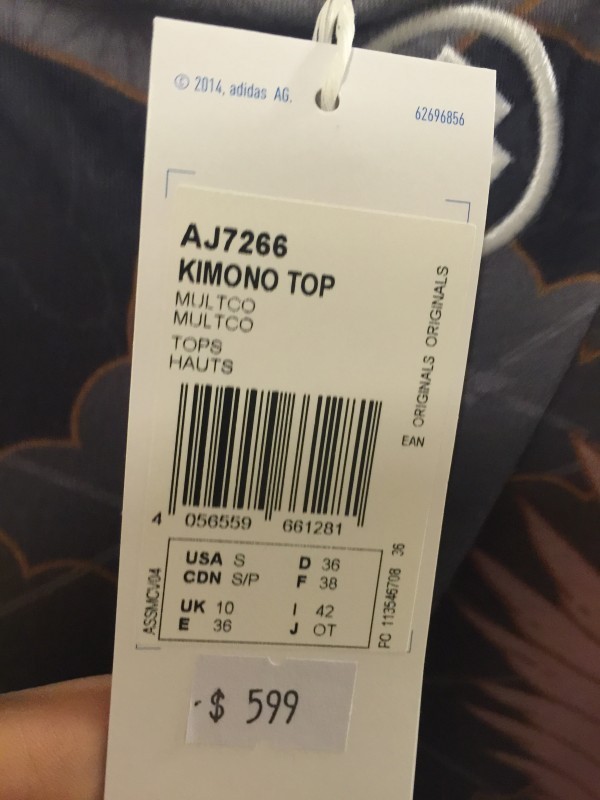 © 2014, adidas AG.
62696856
AJ7266
KIMONO TOP
MULTCO
MULTCO
TOPS
HAUTS
ORIGINALS ORIGINALS
EAN
4 056559 661281
ASSMCV04
USA S D 36
CDN S/P F 38
UK 10 I 42
E 36 J OT
PC 113546708 36
-$ 599